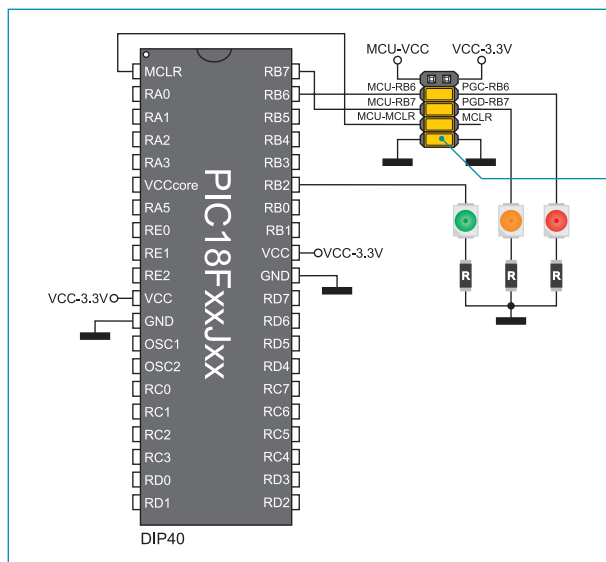 MCU-VCC VCC-3.3V
MCLR RB7
RA0 RB6
MCU-RB6 PGC-RB6
MCU-RB7 PGD-RB7
MCU-MCLR MCLR
RA1 RB5
RA2 RB4
RA3 RB3
VCCcore RB2
RA5 RB0
RE0 RB1
RE1 VCC VCC-3.3V
RE2 GND
VCC-3.3V VCC RD7
GND RD6
OSC1 RD5
OSC2 RD4
RC0 RC7
RC1 RC6
RC2 RC5
RC3 RC4
RD0 RD3
RD1 RD2
PIC18FxxJxx
R R R
DIP40